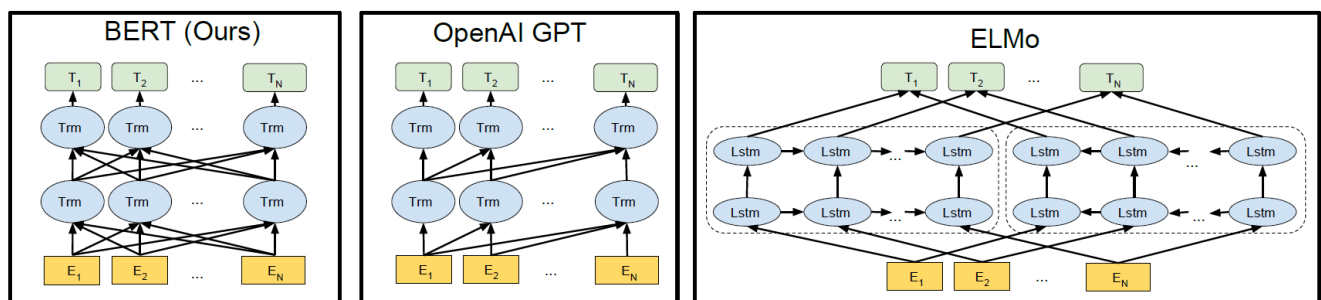 BERT (Ours)
T1 T2 ... TN
Trm Trm ... Trm
Trm Trm ... Trm
E1 E2 ... EN
OpenAI GPT
T1 T2 ... TN
Trm Trm ... Trm
Trm Trm ... Trm
E1 E2 ... EN
ELMo
T1 T2 ... TN
Lstm Lstm ... Lstm Lstm Lstm ... Lstm
Lstm Lstm ... Lstm Lstm Lstm ... Lstm
E1 E2 ... EN